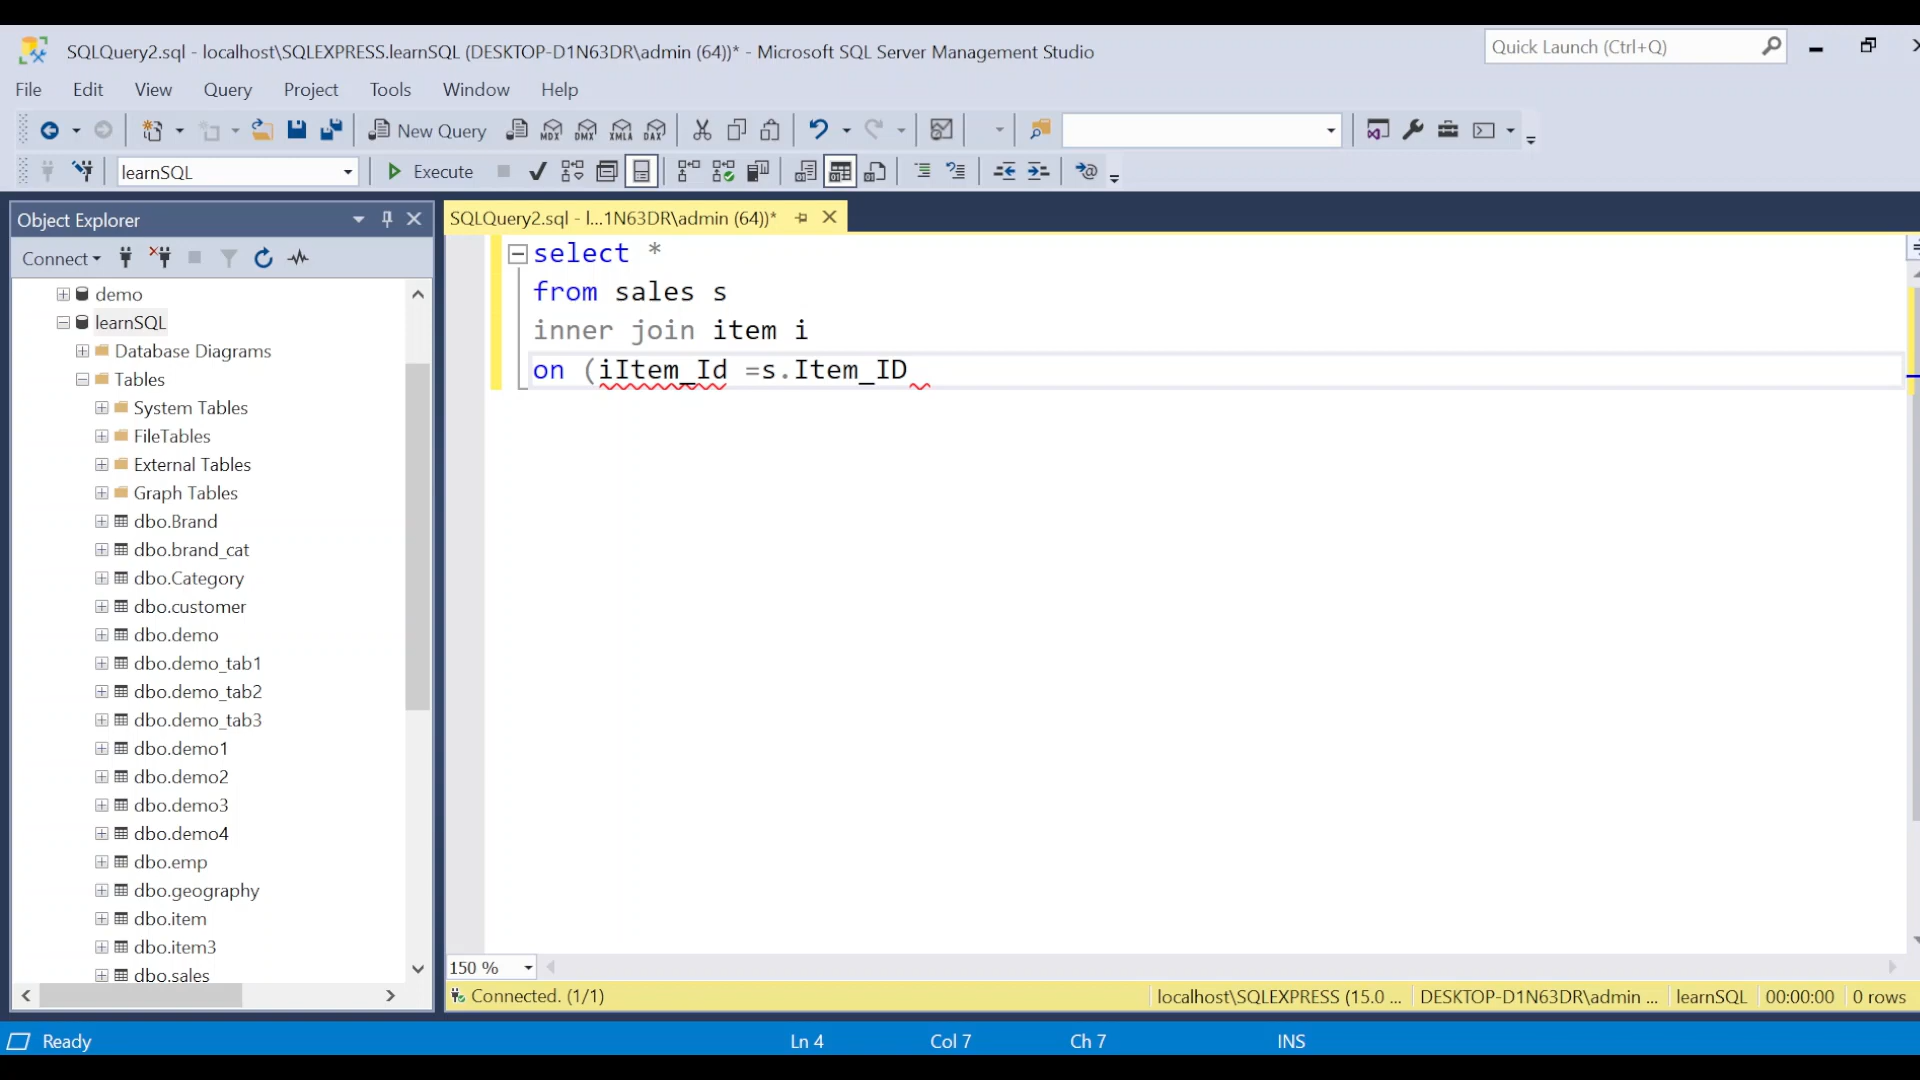 SQLQuery2.sql - localhost\SQLEXPRESS.learnSQL (DESKTOP-D1N63DR\admin (64))* - Microsoft SQL Server Management Studio
Quick Launch (Ctrl+Q)
File Edit View Query Project Tools Window Help
New Query MDX DMX XMLA DAX
learnSQL Execute
Object Explorer
SQLQuery2.sql - l...1N63DR\admin (64))*
Connect
demo
learnSQL
Database Diagrams
Tables
System Tables
FileTables
External Tables
Graph Tables
dbo.Brand
dbo.brand_cat
dbo.Category
dbo.customer
dbo.demo
dbo.demo_tab1
dbo.demo_tab2
dbo.demo_tab3
dbo.demo1
dbo.demo2
dbo.demo3
dbo.demo4
dbo.emp
dbo.geography
dbo.item
dbo.item3
dbo.sales
select *
from sales s
inner join item i
on (iItem_Id =s.Item_ID
150 %
Connected. (1/1)
localhost\SQLEXPRESS (15.0 ... DESKTOP-D1N63DR\admin ... learnSQL 00:00:00 0 rows
Ready Ln 4 Col 7 Ch 7 INS